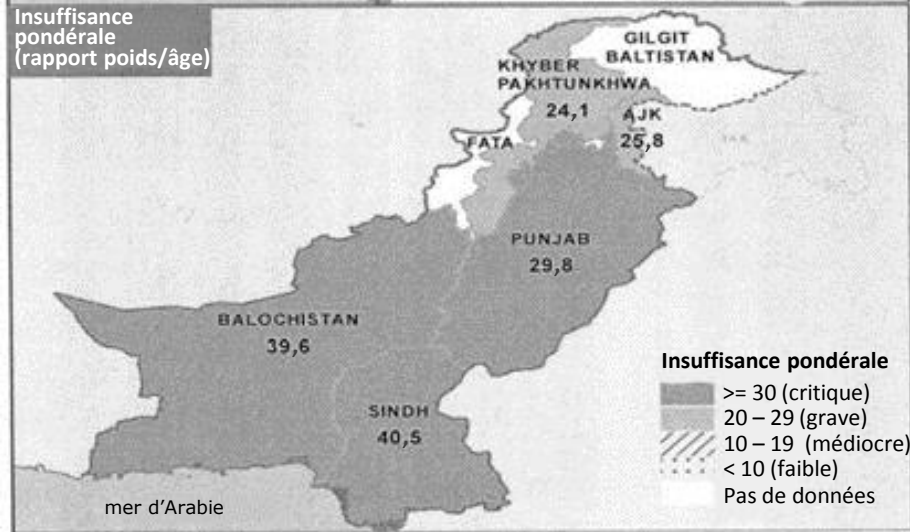 Insuffisance
pondérale
(rapport poids/âge)
GILGIT
BALTISTAN
KHYBER
PAKHTUNKHWA
24,1
AJK
25,8
FATA
PUNJAB
29,8
BALOCHISTAN
39,6
SINDH
40,5
mer d'Arabie
Insuffisance pondérale
>= 30 (critique)
20 – 29 (grave)
10 – 19 (médiocre)
< 10 (faible)
Pas de données